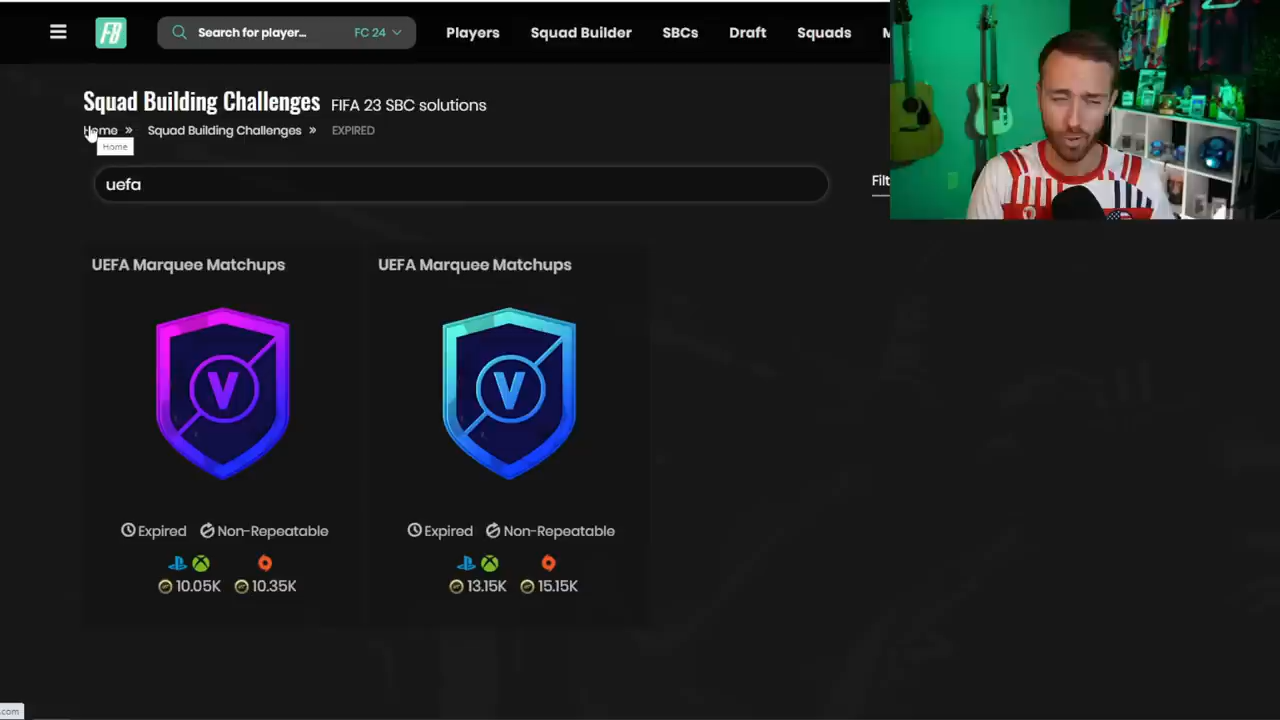 FB
Search for player...
FC 24
Players
Squad Builder
SBCs
Draft
Squads
Squad Building Challenges
FIFA 23 SBC solutions
Home » Squad Building Challenges » EXPIRED
Home
uefa
UEFA Marquee Matchups
UEFA Marquee Matchups
V
V
Expired
Non-Repeatable
Expired
Non-Repeatable
10.05K
10.35K
13.15K
15.15K
.com